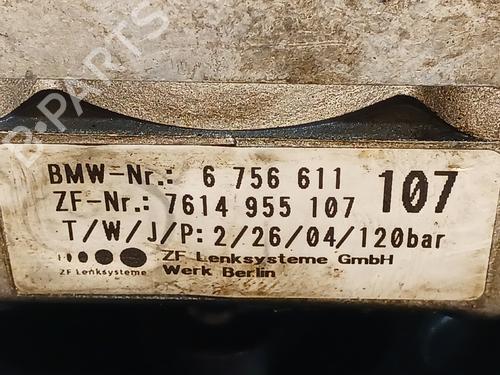 B-PARTS
BMW-Nr.: 6 756 611
ZF-Nr.: 7614 955 107
107
T/W/J/P: 2/26/04/120bar
ZF Lenksysteme GmbH
ZF Lenksysteme
Werk Berlin